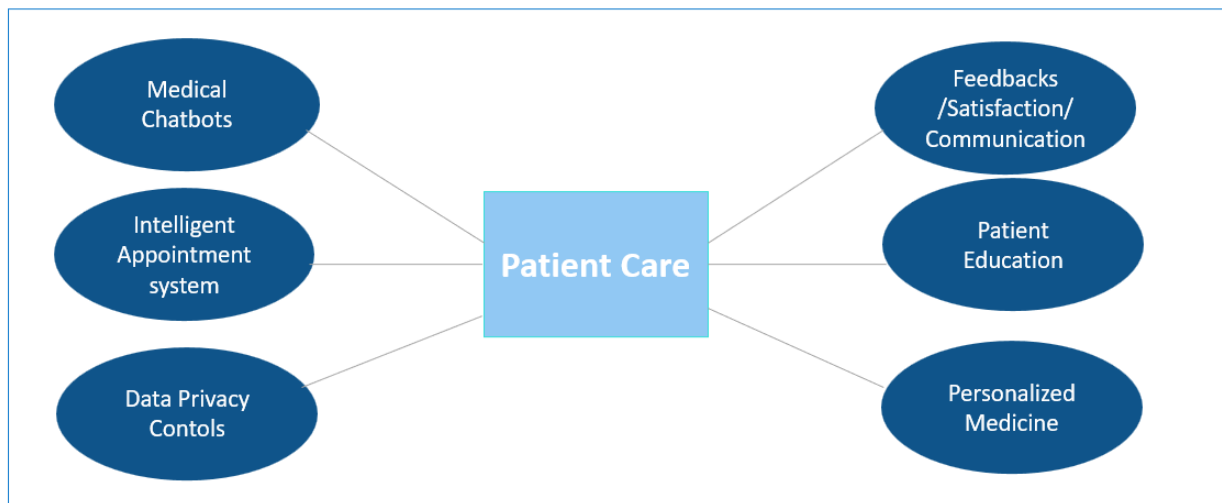 Medical
Chatbots
Intelligent
Appointment
system
Data Privacy
Contols
Patient Care
Feedbacks
/Satisfaction/
Communication
Patient
Education
Personalized
Medicine